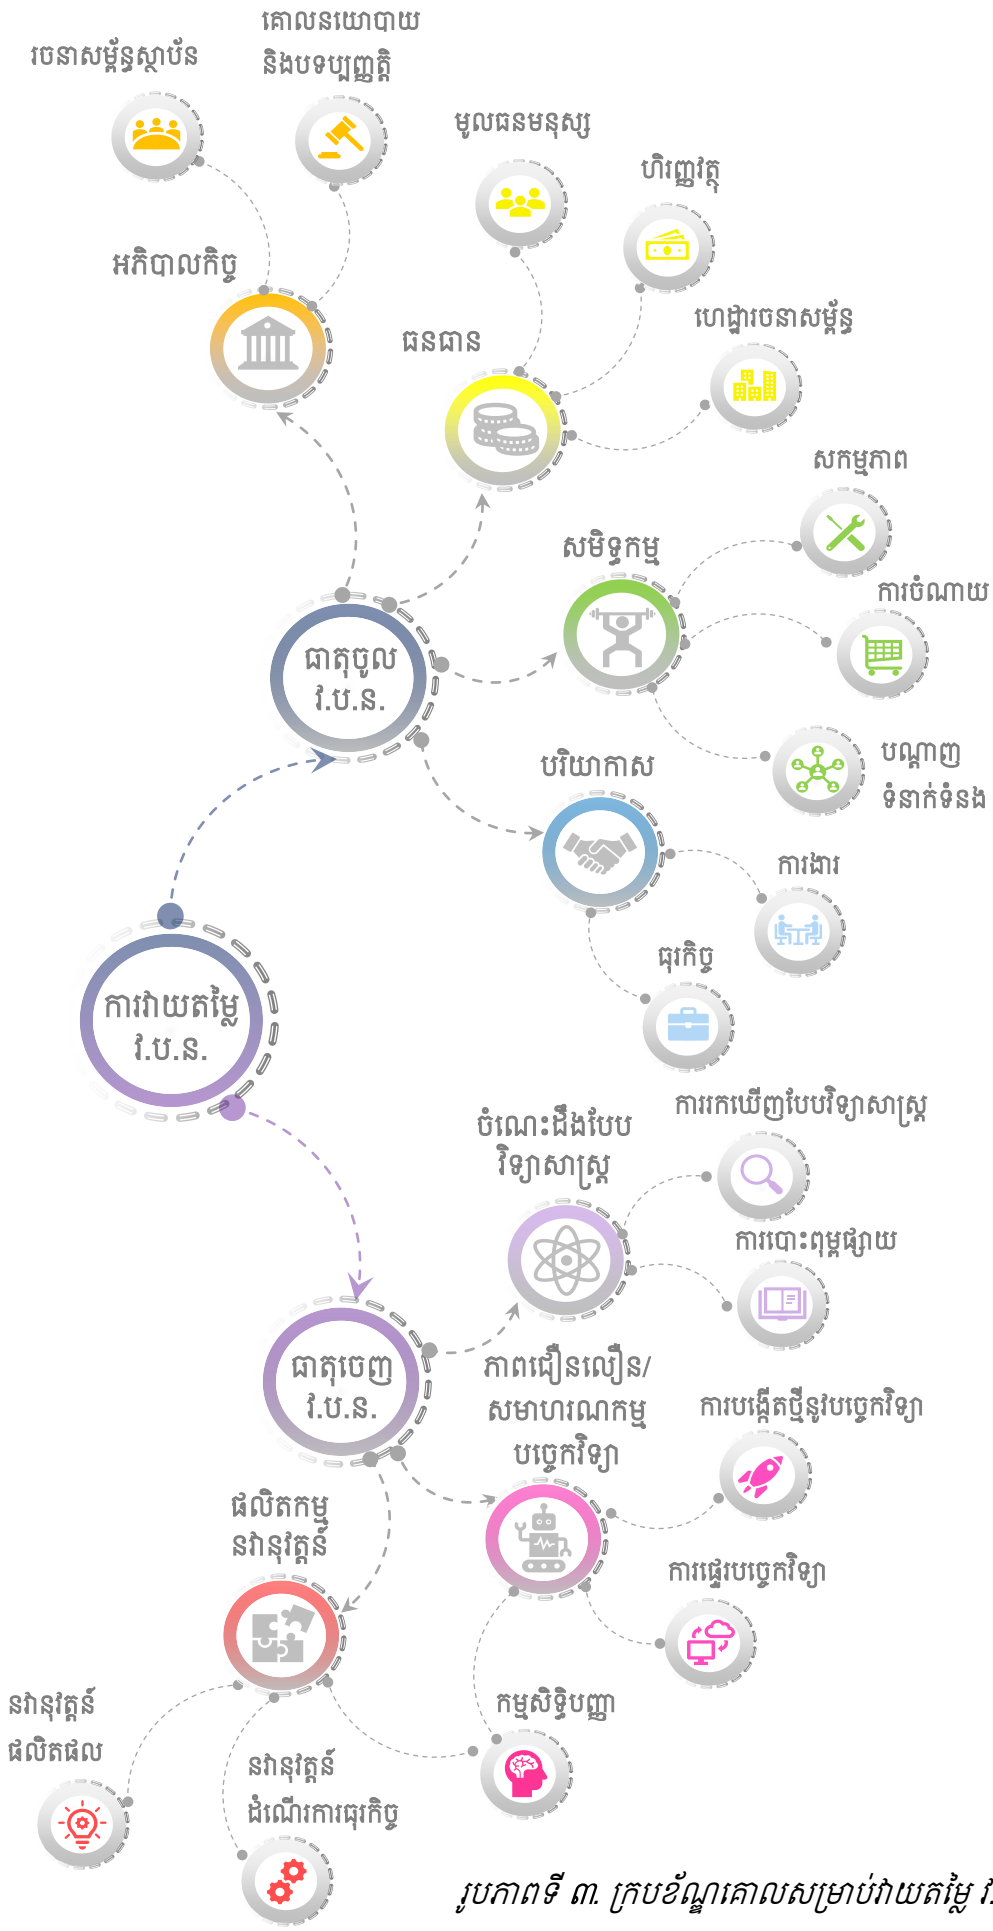 គោលនយោបាយ
និងបទប្បញ្ញត្តិ
រចនាសម្ព័ន្ធស្ថាប័ន
មូលធនមនុស្ស
ហិរញ្ញវត្ថុ
អភិបាលកិច្ច
ហេដ្ឋារចនាសម្ព័ន្ធ
ធនធាន
សកម្មភាព
សមិទ្ធកម្ម
ការចំណាយ
ធាតុចូល
វ.ប.ន.
បណ្តាញ
ទំនាក់ទំនង
បរិយាកាស
ការងារ
ធុរកិច្ច
ការវាយតម្លៃ
វ.ប.ន.
ការរកឃើញបែបវិទ្យាសាស្ត្រ
ចំណេះដឹងបែប
វិទ្យាសាស្ត្រ
ការបោះពុម្ពផ្សាយ
ធាតុចេញ
វ.ប.ន.
ភាពជឿនលឿន/
សមាហរណកម្ម
បច្ចេកវិទ្យា
ការបង្កើតថ្មីនូវបច្ចេកវិទ្យា
ផលិតកម្ម
នវានុវត្តន៍
ការផ្ទេរបច្ចេកវិទ្យា
កម្មសិទ្ធិបញ្ញា
នវានុវត្តន៍
ផលិតផល
នវានុវត្តន៍
ដំណើរការធុរកិច្ច
រូបភាពទី ៣. ក្របខ័ណ្ឌគោលសម្រាប់វាយតម្លៃ វ.